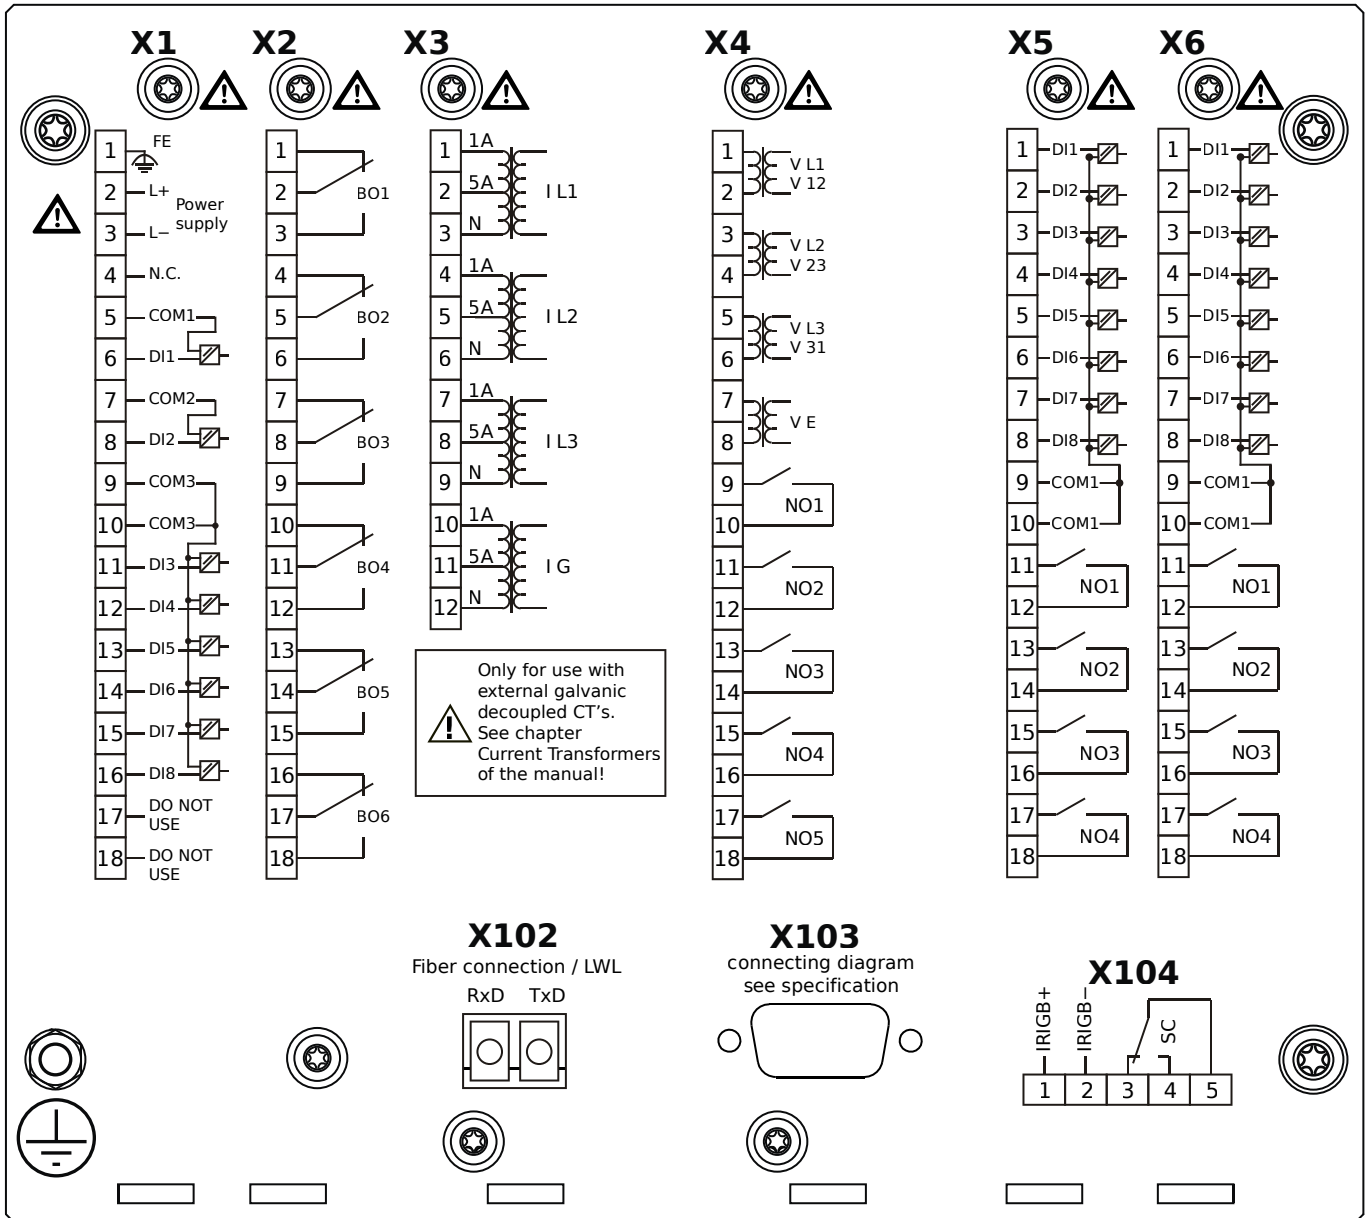 X1
X2
X3
X4
X5
X6
1 FE
2 L+
Power
supply
3 L−
4 N.C.
5 COM1
6 DI1
7 COM2
8 DI2
9 COM3
10 COM3
11 DI3
12 DI4
13 DI5
14 DI6
15 DI7
16 DI8
17 DO NOT
USE
18 DO NOT
USE
1
2 BO1
3
4
5 BO2
6
7
8 BO3
9
10
11 BO4
12
13
14 BO5
15
16
17 BO6
18
1 1A
2 5A I L1
3 N
4 1A
5 5A I L2
6 N
7 1A
8 5A I L3
9 N
10 1A
11 5A I G
12 N
Only for use with
external galvanic
decoupled CT's.
See chapter
Current Transformers
of the manual!
1 V L1
2 V 12
3 V L2
4 V 23
5 V L3
6 V 31
7
V E
8
9
NO1
10
11
NO2
12
13
NO3
14
15
NO4
16
17
NO5
18
1 DI1
2 DI2
3 DI3
4 DI4
5 DI5
6 DI6
7 DI7
8 DI8
9 COM1
10 COM1
11
NO1
12
13
NO2
14
15
NO3
16
17
NO4
18
1 DI1
2 DI2
3 DI3
4 DI4
5 DI5
6 DI6
7 DI7
8 DI8
9 COM1
10 COM1
11
NO1
12
13
NO2
14
15
NO3
16
17
NO4
18
X102
Fiber connection / LWL
RxD TxD
X103
connecting diagram
see specification
X104
IRIGB+
IRIGB−
SC
1 2 3 4 5